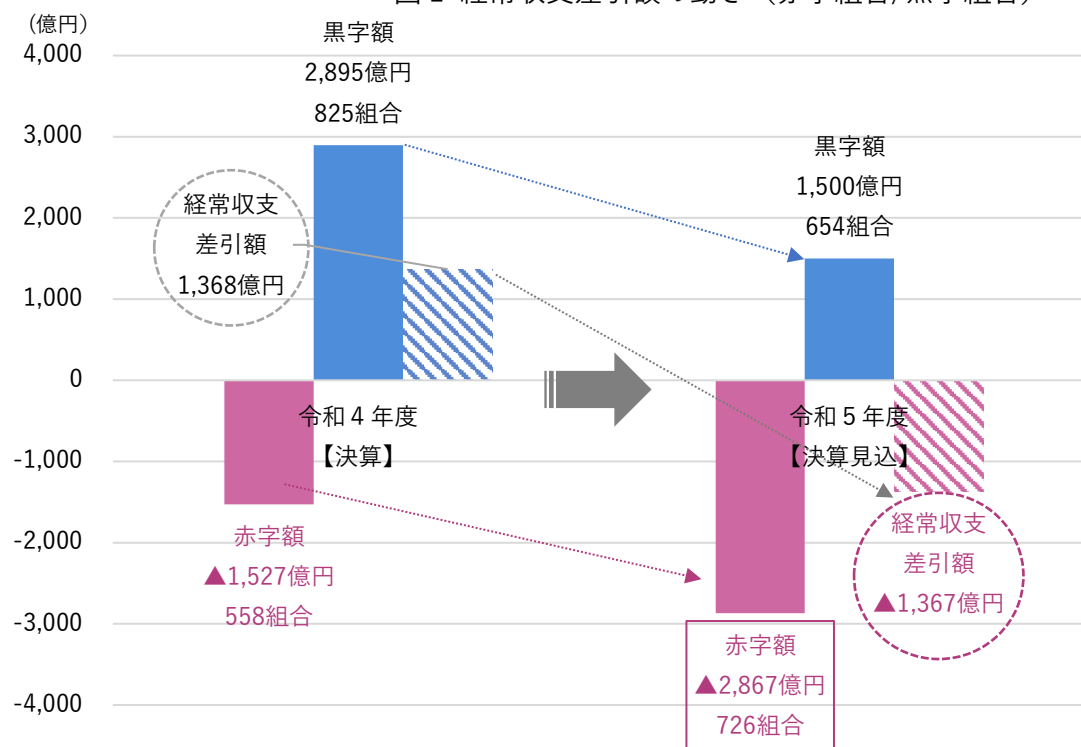 （億円）
4,000
3,000
2,000
1,000
0
-1,000
-2,000
-3,000
-4,000
黒字額
2,895億円
825組合
経常収支
差引額
1,368億円
令和４年度
【決算】
赤字額
▲1,527億円
558組合
黒字額
1,500億円
654組合
令和５年度
【決算見込】
経常収支
差引額
▲1,367億円
赤字額
▲2,867億円
726組合